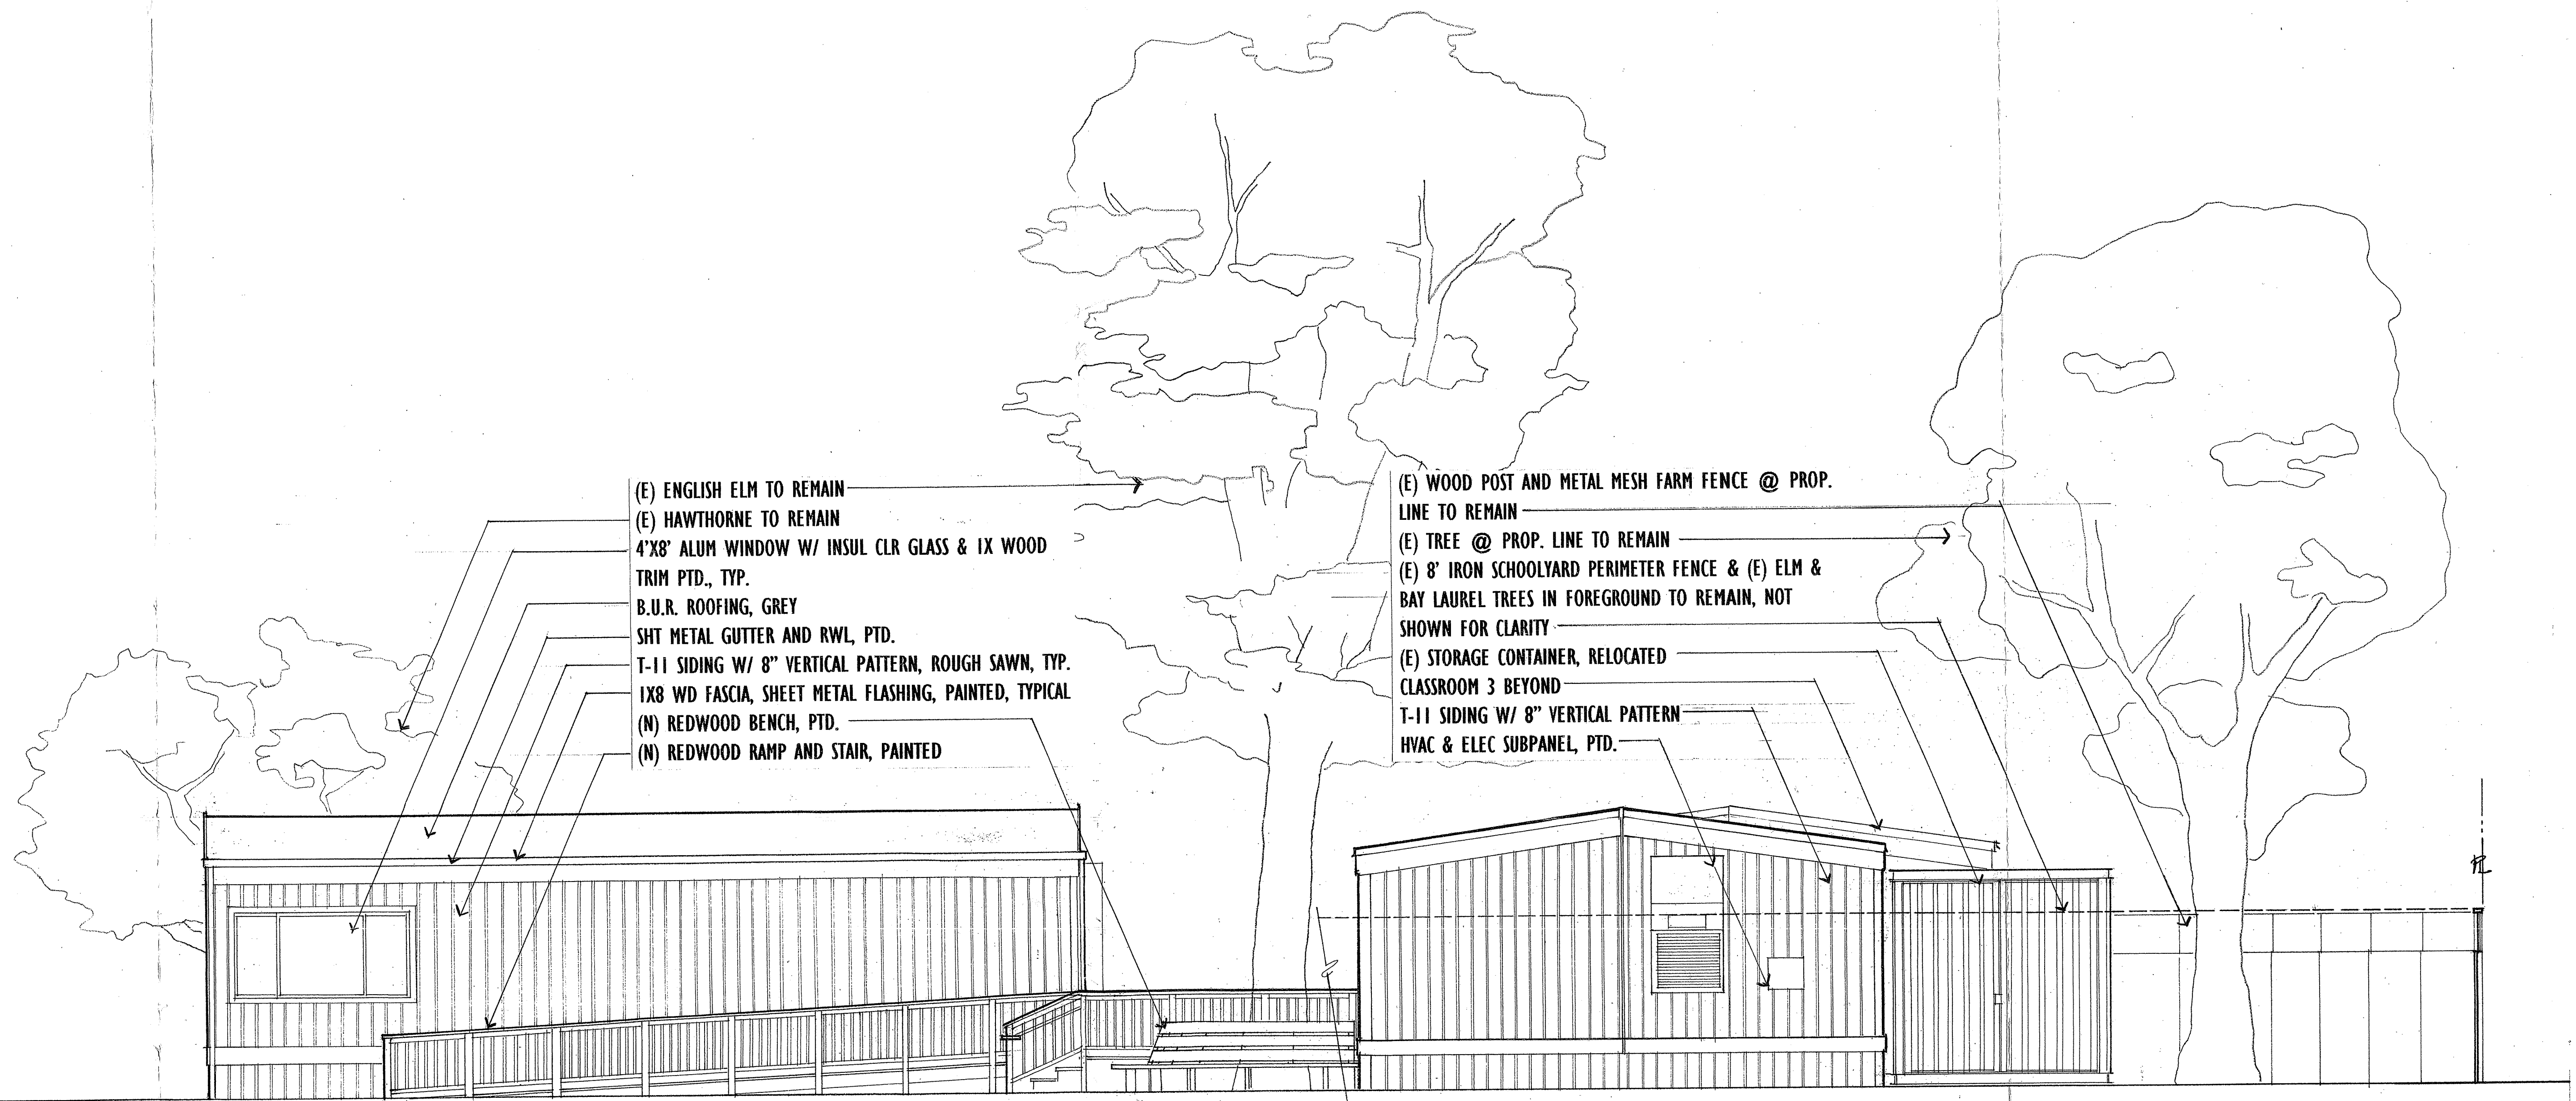 (E) ENGLISH ELM TO REMAIN
(E) HAWTHORNE TO REMAIN
4'X8' ALUM WINDOW W/ INSUL CLR GLASS & 1X WOOD
TRIM PTD., TYP.
B.U.R. ROOFING, GREY
SHT METAL GUTTER AND RWL, PTD.
T-11 SIDING W/ 8" VERTICAL PATTERN, ROUGH SAWN, TYP.
1X8 WD FASCIA, SHEET METAL FLASHING, PAINTED, TYPICAL
(N) REDWOOD BENCH, PTD.
(N) REDWOOD RAMP AND STAIR, PAINTED
(E) WOOD POST AND METAL MESH FARM FENCE @ PROP.
LINE TO REMAIN
(E) TREE @ PROP. LINE TO REMAIN
(E) 8' IRON SCHOOLYARD PERIMETER FENCE & (E) ELM &
BAY LAUREL TREES IN FOREGROUND TO REMAIN, NOT
SHOWN FOR CLARITY
(E) STORAGE CONTAINER, RELOCATED
CLASSROOM 3 BEYOND
T-11 SIDING W/ 8" VERTICAL PATTERN
HVAC & ELEC SUBPANEL, PTD.
PL